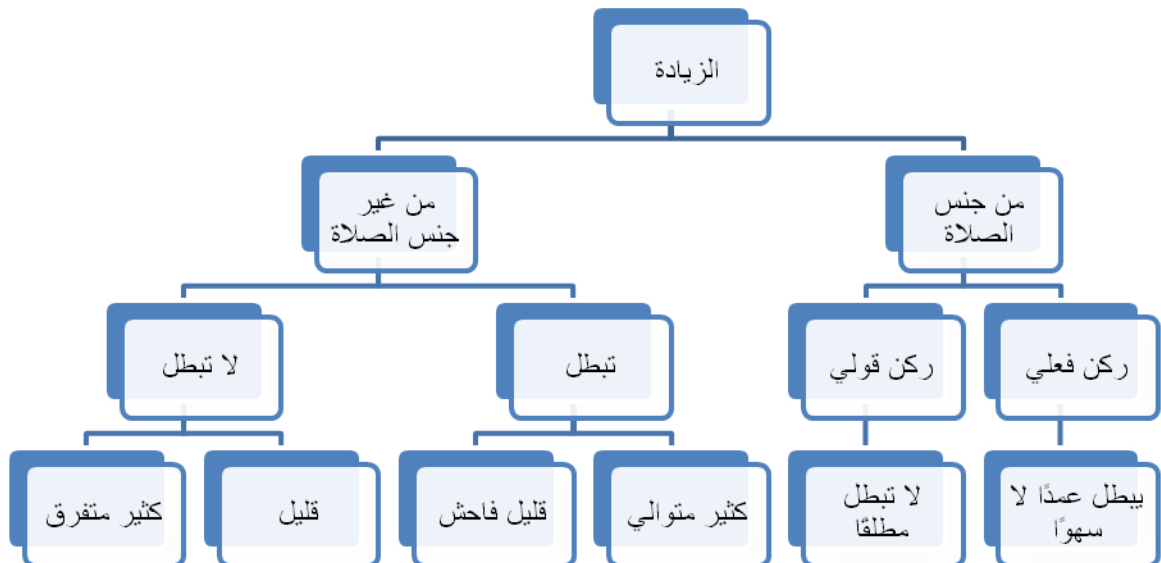 الزيادة
من جنس
الصلاة
من غير
جنس الصلاة
ركن فعلي
ركن قولي
تبطل
لا تبطل
يبطل عمدًا لا
سهوًا
لا تبطل
مطلقًا
كثير متوالي
قليل فاحش
قليل
كثير متفرق